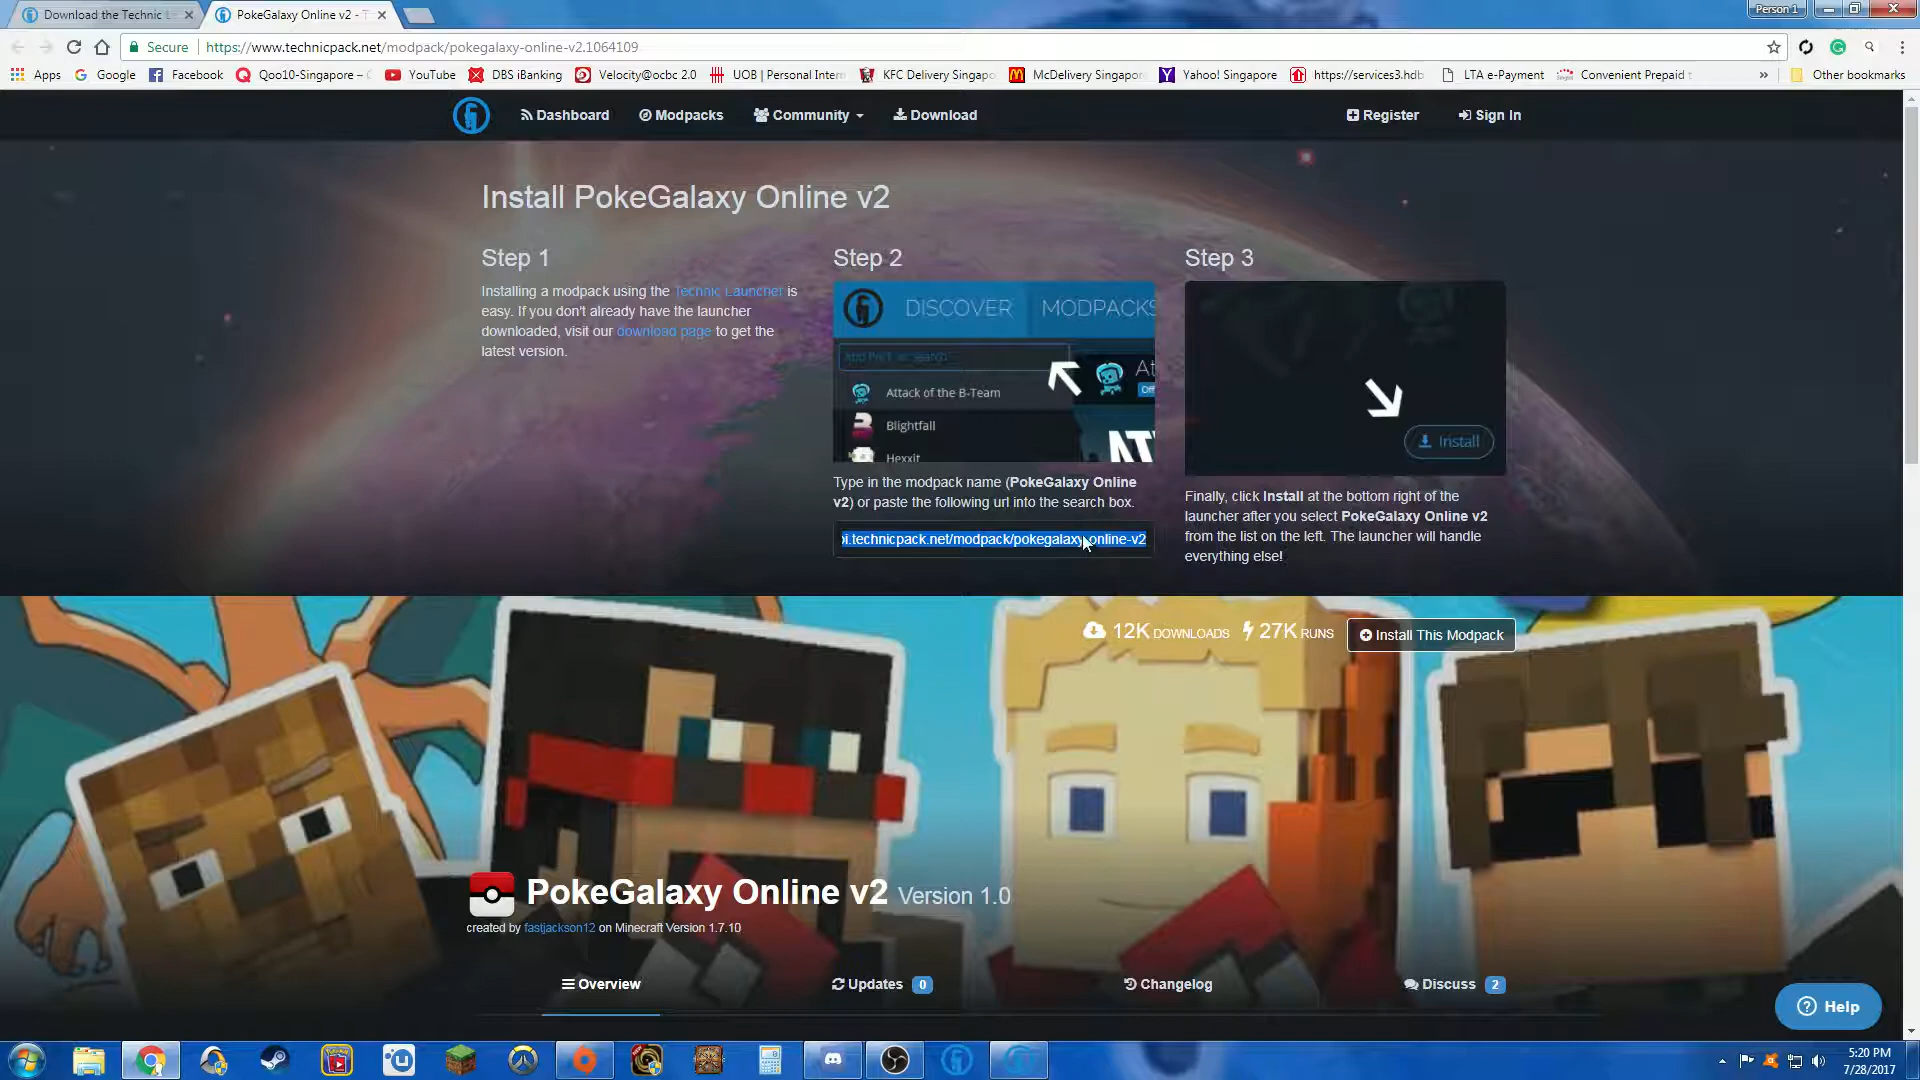 Download the Technic L
PokeGalaxy Online v2 - T
Person 1
Secure
https://www.technicpack.net/modpack/pokegalaxy-online-v2.1064109
Apps
Google
Facebook
Qoo10-Singapore –
YouTube
DBS iBanking
Velocity@ocbc 2.0
UOB | Personal Intern
KFC Delivery Singapo
McDelivery Singapor
Yahoo! Singapore
https://services3.hdb
LTA e-Payment
Convenient Prepaid t
»
Other bookmarks
Dashboard
Modpacks
Community
Download
Register
Sign In
Install PokeGalaxy Online v2
Step 1
Installing a modpack using the Technic Launcher is
easy. If you don't already have the launcher
downloaded, visit our download page to get the
latest version.
Step 2
DISCOVER
MODPACKS
Attack of the B-Team
At
Off
Blightfall
Hexxit
Type in the modpack name (PokeGalaxy Online
v2) or paste the following url into the search box.
pi.technicpack.net/modpack/pokegalaxy-online-v2
Step 3
Install
Finally, click Install at the bottom right of the
launcher after you select PokeGalaxy Online v2
from the list on the left. The launcher will handle
everything else!
12K DOWNLOADS
27K RUNS
Install This Modpack
PokeGalaxy Online v2 Version 1.0
created by fastjackson12 on Minecraft Version 1.7.10
Overview
Updates 0
Changelog
Discuss 2
Help
5:20 PM
7/28/2017